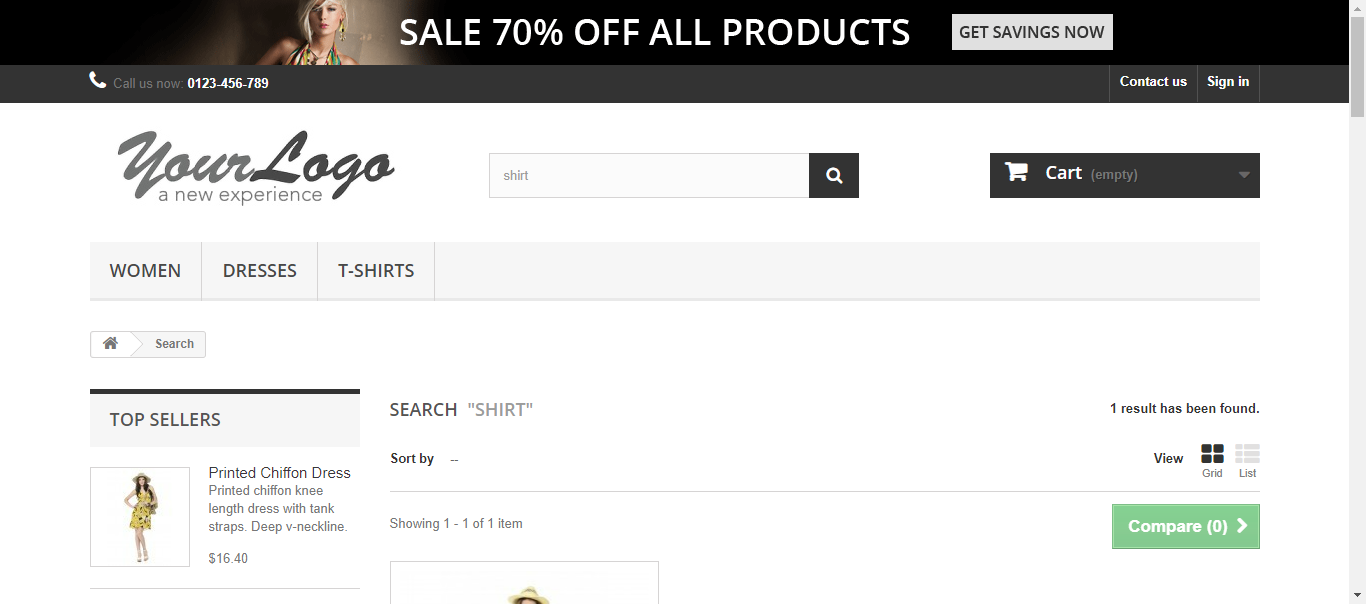 SALE 70% OFF ALL PRODUCTS
GET SAVINGS NOW
Call us now: 0123-456-789
Contact us
Sign in
YourLogo
a new experience
shirt
Cart (empty)
WOMEN
DRESSES
T-SHIRTS
Search
TOP SELLERS
Printed Chiffon Dress
Printed chiffon knee
length dress with tank
straps. Deep v-neckline.
$16.40
SEARCH "SHIRT"
1 result has been found.
Sort by --
View
Grid
List
Showing 1 - 1 of 1 item
Compare (0)